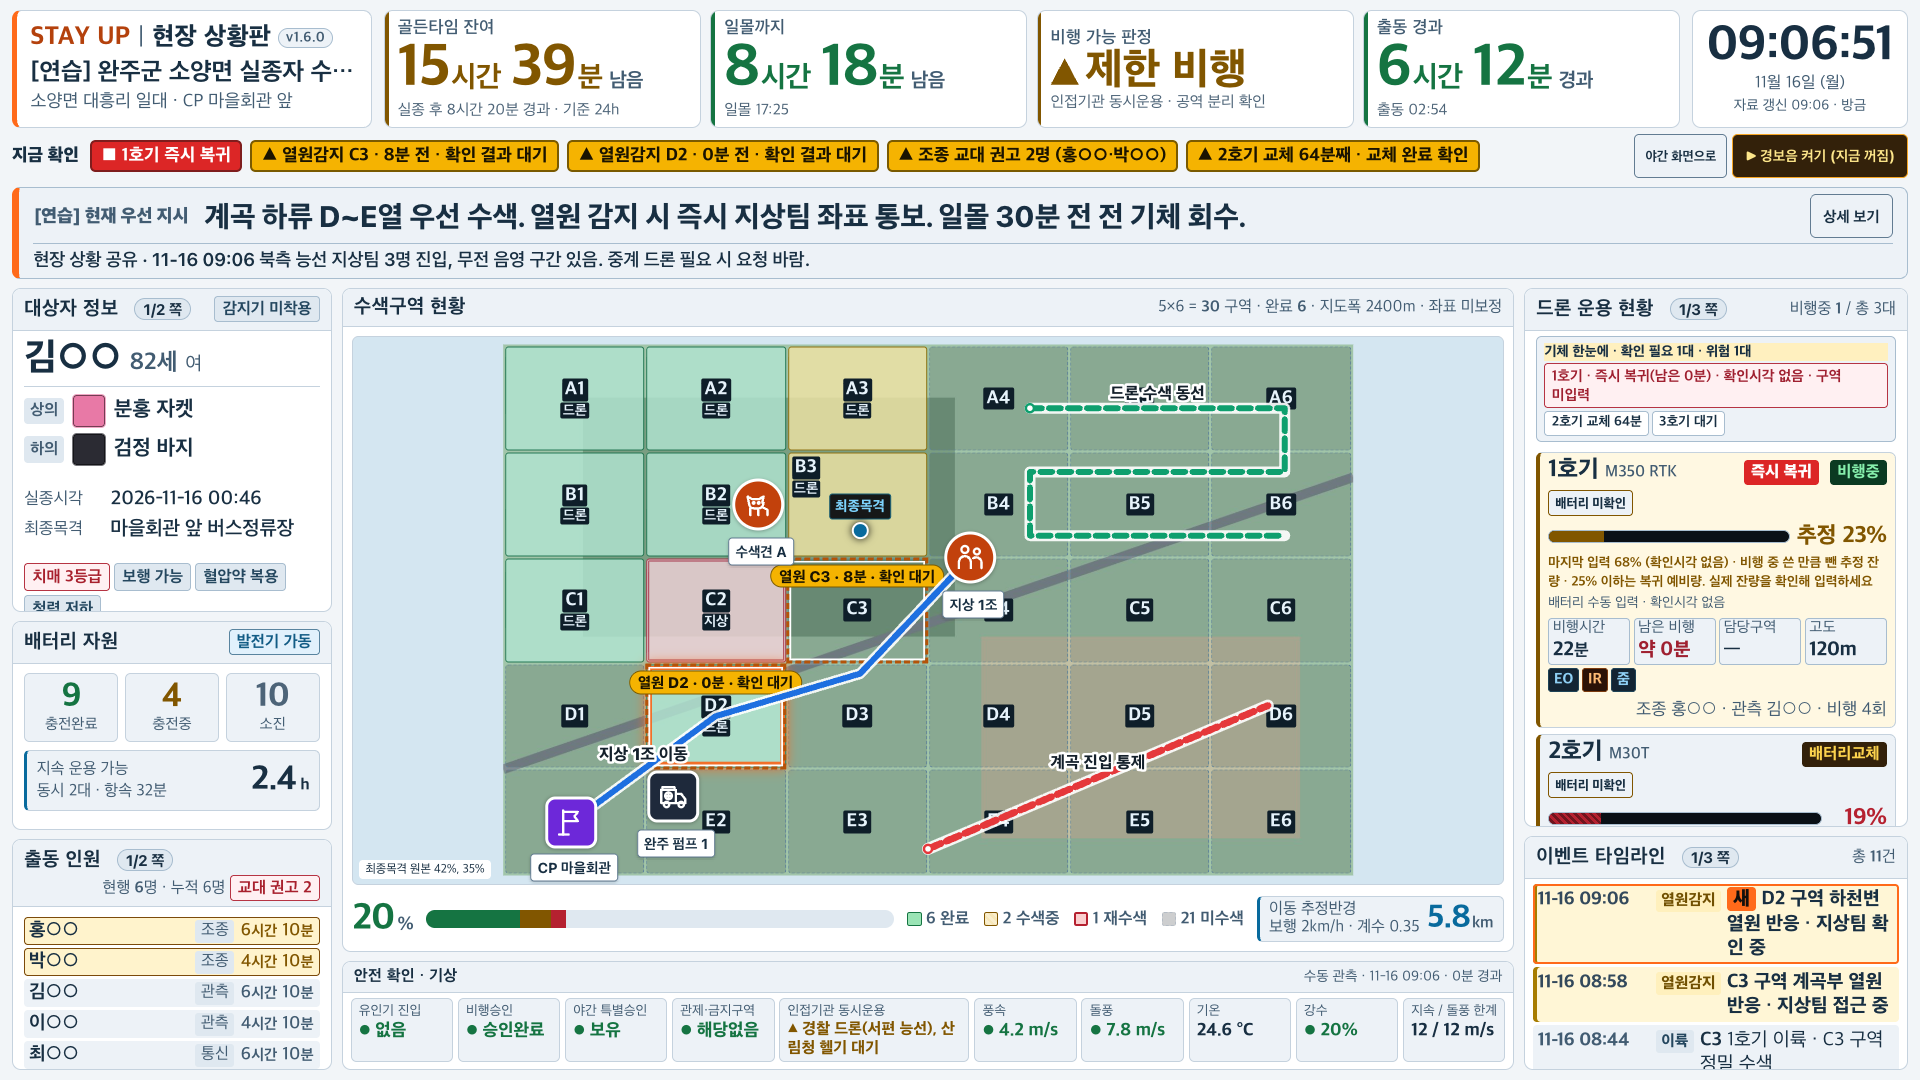 STAY UP | 현장 상황판 v1.6.0
[연습] 완주군 소양면 실종자 수…
소양면 대흥리 일대 · CP 마을회관 앞
골든타임 잔여
15시간 39분 남음
실종 후 8시간 20분 경과 · 기준 24h
일몰까지
8시간 18분 남음
일몰 17:25
비행 가능 판정
▲제한 비행
인접기관 동시운용 · 공역 분리 확인
출동 경과
6시간 12분 경과
출동 02:54
09:06:51
11월 16일 (월)
자료 갱신 09:06 · 방금
지금 확인
■ 1호기 즉시 복귀
▲ 열원감지 C3 · 8분 전 · 확인 결과 대기
▲ 열원감지 D2 · 0분 전 · 확인 결과 대기
▲ 조종 교대 권고 2명 (홍○○·박○○)
▲ 2호기 교체 64분째 · 교체 완료 확인
야간 화면으로
▶ 경보음 켜기 (지금 꺼짐)
[연습] 현재 우선 지시 계곡 하류 D~E열 우선 수색. 열원 감지 시 즉시 지상팀 좌표 통보. 일몰 30분 전 전 기체 회수.
상세 보기
현장 상황 공유 · 11-16 09:06 북측 능선 지상팀 3명 진입, 무전 음영 구간 있음. 중계 드론 필요 시 요청 바람.
대상자 정보 1/2 쪽 감지기 미착용
김○○ 82세 여
상의 분홍 자켓
하의 검정 바지
실종시각 2026-11-16 00:46
최종목격 마을회관 앞 버스정류장
치매 3등급 보행 가능 혈압약 복용
청력 저하
배터리 자원 발전기 가동
9 충전완료
4 충전중
10 소진
지속 운용 가능
동시 2대 · 항속 32분
2.4 h
출동 인원 1/2 쪽
현행 6명 · 누적 6명 교대 권고 2
홍○○ 조종 6시간 10분
박○○ 조종 4시간 10분
김○○ 관측 6시간 10분
이○○ 관측 4시간 10분
최○○ 통신 6시간 10분
수색구역 현황
5×6 = 30 구역 · 완료 6 · 지도폭 2400m · 좌표 미보정
A1 드론
A2 드론
A3 드론
A4
드론 수색 동선
A6
B1 드론
B2 드론
B3 드론
최종목격
B4
B5
B6
수색견 A
열원 C3 · 8분 · 확인 대기
C1 드론
C2 지상
C3
지상 1조
C5
C6
열원 D2 · 0분 · 확인 대기
D1
D2 드론
D3
D4
D5
D6
지상 1조 이동
계곡 진입 통제
E2
E3
E4
E5
E6
완주 펌프 1
CP 마을회관
최종목격 원본 42%, 35%
20 %
6 완료
2 수색중
1 재수색
21 미수색
이동 추정반경
보행 2km/h · 계수 0.35
5.8km
안전 확인 · 기상
수동 관측 · 11-16 09:06 · 0분 경과
유인기 진입
● 없음
비행승인
● 승인완료
야간 특별승인
● 보유
관제·금지구역
● 해당없음
인접기관 동시운용
▲ 경찰 드론(서편 능선), 산
림청 헬기 대기
풍속
● 4.2 m/s
돌풍
● 7.8 m/s
기온
24.6 °C
강수
● 20%
지속 / 돌풍 한계
12 / 12 m/s
드론 운용 현황 1/3 쪽 비행중 1 / 총 3대
기체 한눈에 · 확인 필요 1대 · 위험 1대
1호기 · 즉시 복귀(남은 0분) · 확인시각 없음 · 구역
미입력
2호기 교체 64분 3호기 대기
1호기 M350 RTK 즉시 복귀 비행중
배터리 미확인
추정 23%
마지막 입력 68% (확인시각 없음) · 비행 중 쓴 만큼 뺀 추정 잔
량 · 25% 이하는 복귀 예비량. 실제 잔량을 확인해 입력하세요
배터리 수동 입력 · 확인시각 없음
비행시간 22분
남은 비행 약 0분
담당구역 —
고도 120m
EO IR 줌
조종 홍○○ · 관측 김○○ · 비행 4회
2호기 M30T 배터리교체
배터리 미확인
19%
이벤트 타임라인 1/3 쪽 총 11건
11-16 09:06 열원감지 새 D2 구역 하천변
열원 반응 · 지상팀 확
인 중
11-16 08:58 열원감지 C3 구역 계곡부 열원
반응 · 지상팀 접근 중
11-16 08:44 이륙 C3 1호기 이륙 · C3 구역
정밀 수색